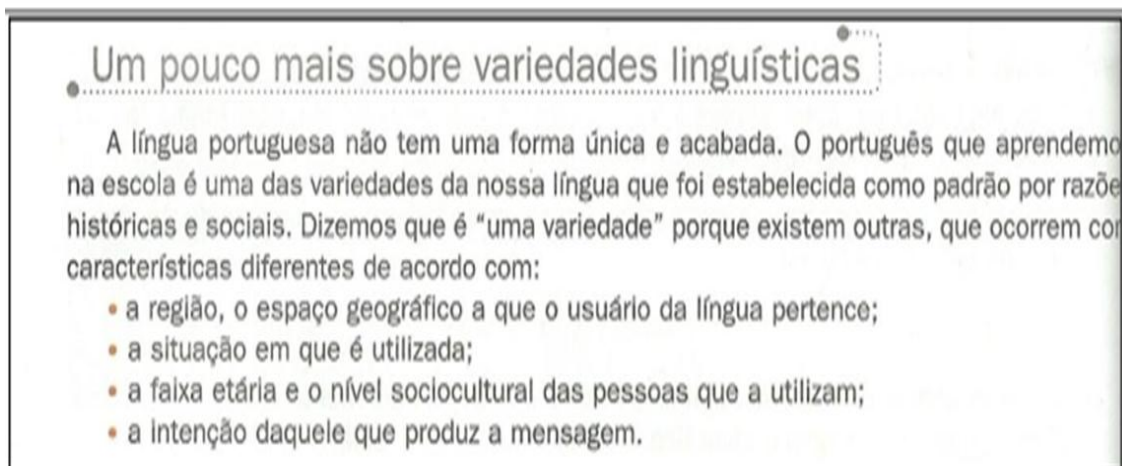 Um pouco mais sobre variedades linguísticas
A língua portuguesa não tem uma forma única e acabada. O português que aprendemo
na escola é uma das variedades da nossa língua que foi estabelecida como padrão por razõe
históricas e sociais. Dizemos que é “uma variedade” porque existem outras, que ocorrem cor
características diferentes de acordo com:
• a região, o espaço geográfico a que o usuário da língua pertence;
• a situação em que é utilizada;
• a faixa etária e o nível sociocultural das pessoas que a utilizam;
• a intenção daquele que produz a mensagem.